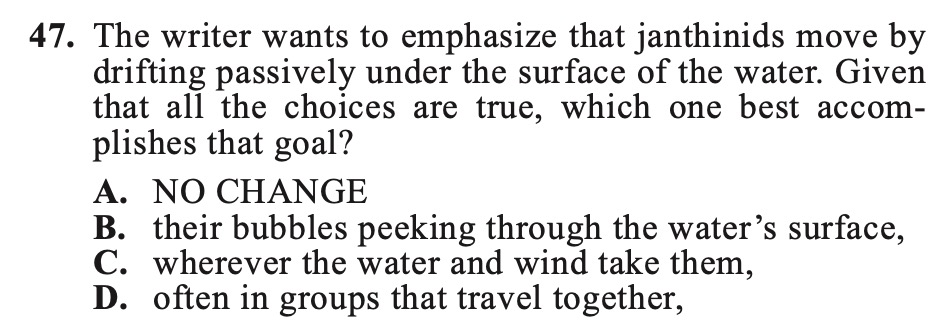 47. The writer wants to emphasize that janthinids move by
drifting passively under the surface of the water. Given
that all the choices are true, which one best accom-
plishes that goal?
A. NO CHANGE
B. their bubbles peeking through the water’s surface,
C. wherever the water and wind take them,
D. often in groups that travel together,